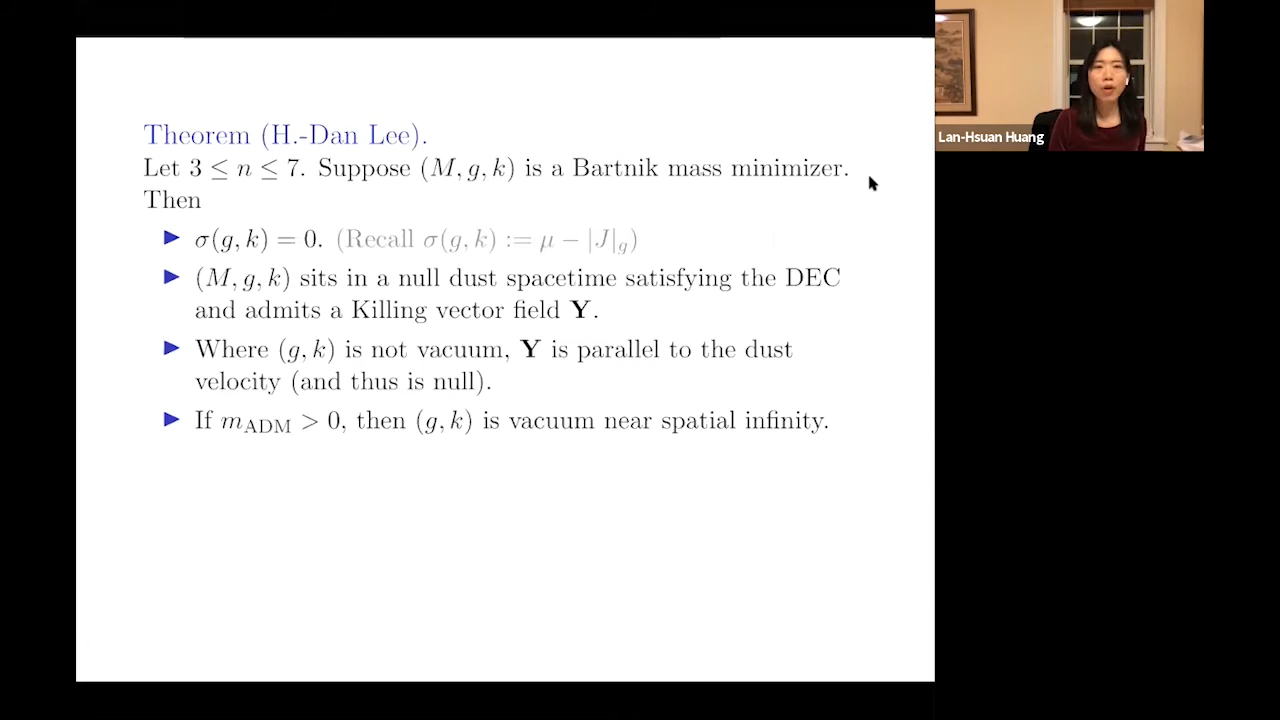 Theorem (H.-Dan Lee).
Let 3 ≤ n ≤ 7. Suppose (M, g, k) is a Bartnik mass minimizer.
Then
▶ σ(g, k) = 0. (Recall σ(g, k) := μ − |J|_g)
▶ (M, g, k) sits in a null dust spacetime satisfying the DEC
and admits a Killing vector field Y.
▶ Where (g, k) is not vacuum, Y is parallel to the dust
velocity (and thus is null).
▶ If m_ADM > 0, then (g, k) is vacuum near spatial infinity.
Lan-Hsuan Huang